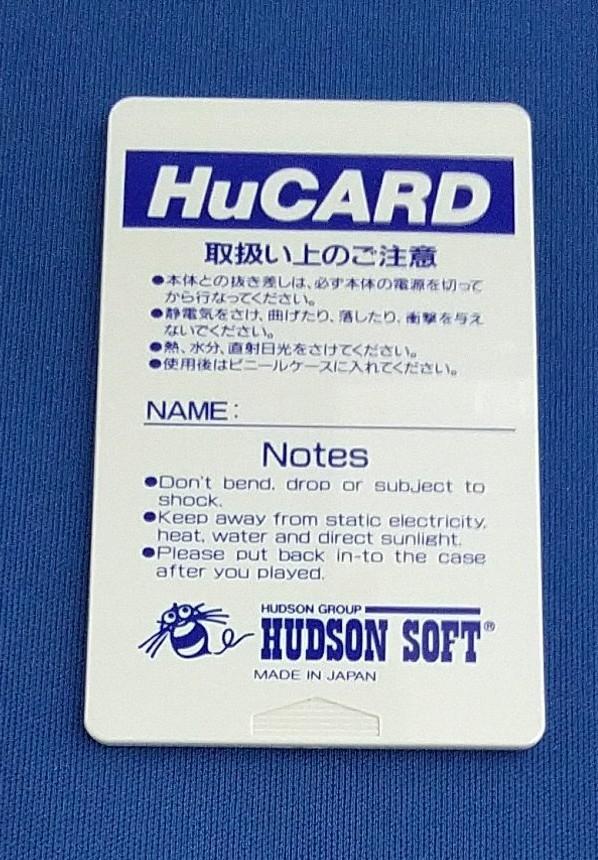 HuCARD
取扱い上のご注意
●本体との抜き差しは、必ず本体の電源を切って
から行なってください。
●静電気をさけ、曲げたり、落したり、衝撃を与え
ないでください。
●熱、水分、直射日光をさけてください。
●使用後はビニールケースに入れてください。
NAME:
Notes
●Don't bend, drop or subject to
shock.
●Keep away from static electricity,
heat, water and direct sunlight.
●Please put back in-to the case
after you played.
HUDSON GROUP
HUDSON SOFT®
MADE IN JAPAN